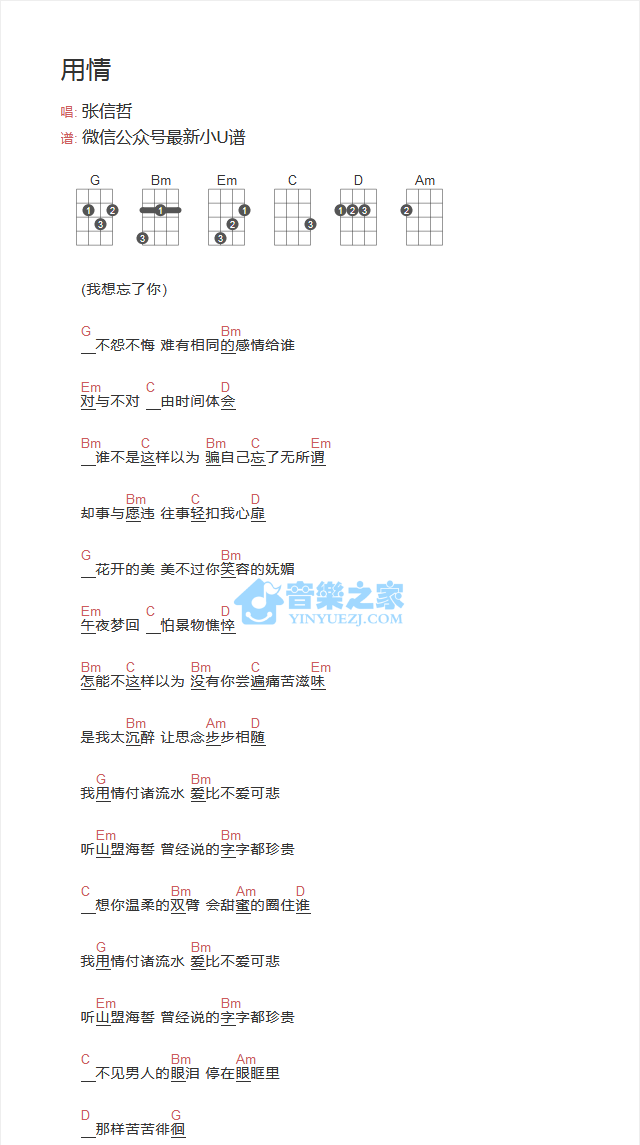 用情
唱: 张信哲
谱: 微信公众号最新小U谱
G Bm Em C D Am
1 2 3 1 3 1 2 3 3 1 2 3 2
(我想忘了你)
G Bm
__不怨不悔 难有相同的感情给谁
Em C D
对与不对 __由时间体会
Bm C Bm C Em
__谁不是这样以为 骗自己忘了无所谓
Bm C D
却事与愿违 往事轻扣我心扉
G Bm
__花开的美 美不过你笑容的妩媚
音樂之家
YINYUEZJ.COM
Em C D
午夜梦回 __怕景物憔悴
Bm C Bm C Em
怎能不这样以为 没有你尝遍痛苦滋味
Bm Am D
是我太沉醉 让思念步步相随
G Bm
我用情付诸流水 爱比不爱可悲
Em Bm
听山盟海誓 曾经说的字字都珍贵
C Bm Am D
__想你温柔的双臂 会甜蜜的圈住谁
G Bm
我用情付诸流水 爱比不爱可悲
Em Bm
听山盟海誓 曾经说的字字都珍贵
C Bm Am
__不见男人的眼泪 停在眼眶里
D G
__那样苦苦徘徊